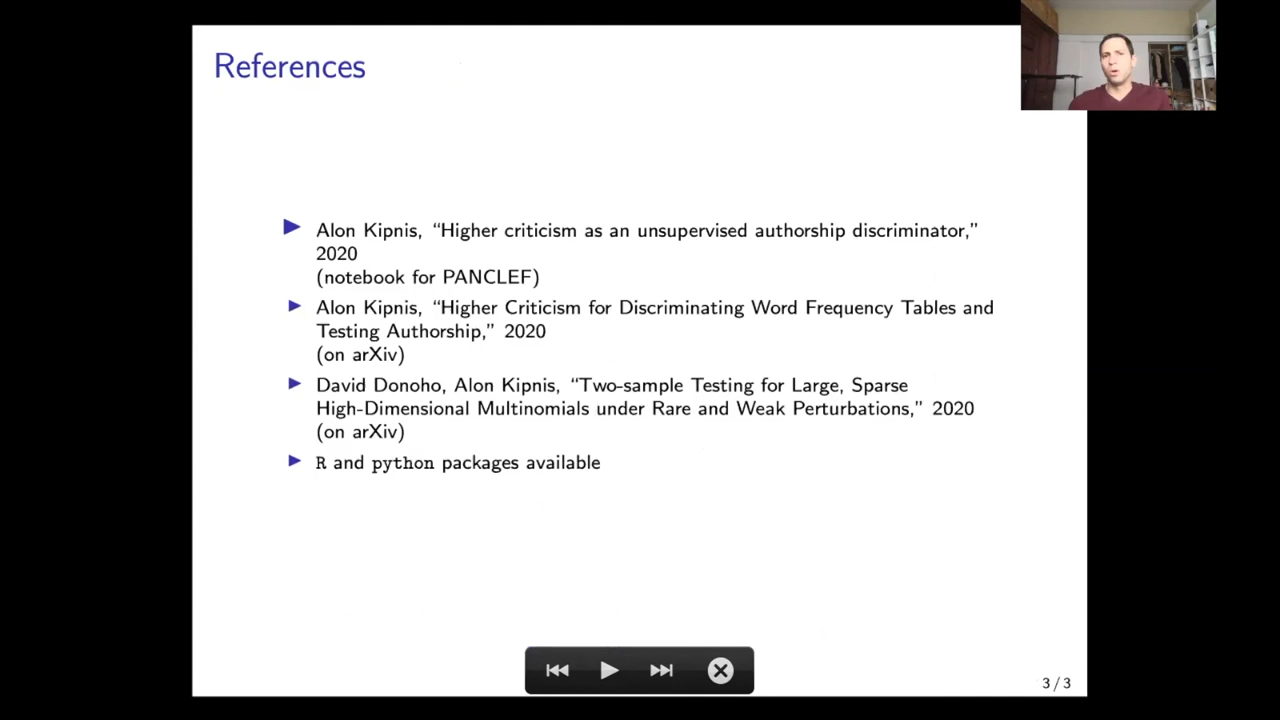 References
Alon Kipnis, “Higher criticism as an unsupervised authorship discriminator,”
2020
(notebook for PANCLEF)
Alon Kipnis, “Higher Criticism for Discriminating Word Frequency Tables and
Testing Authorship,” 2020
(on arXiv)
David Donoho, Alon Kipnis, “Two-sample Testing for Large, Sparse
High-Dimensional Multinomials under Rare and Weak Perturbations,” 2020
(on arXiv)
R and python packages available
3 / 3